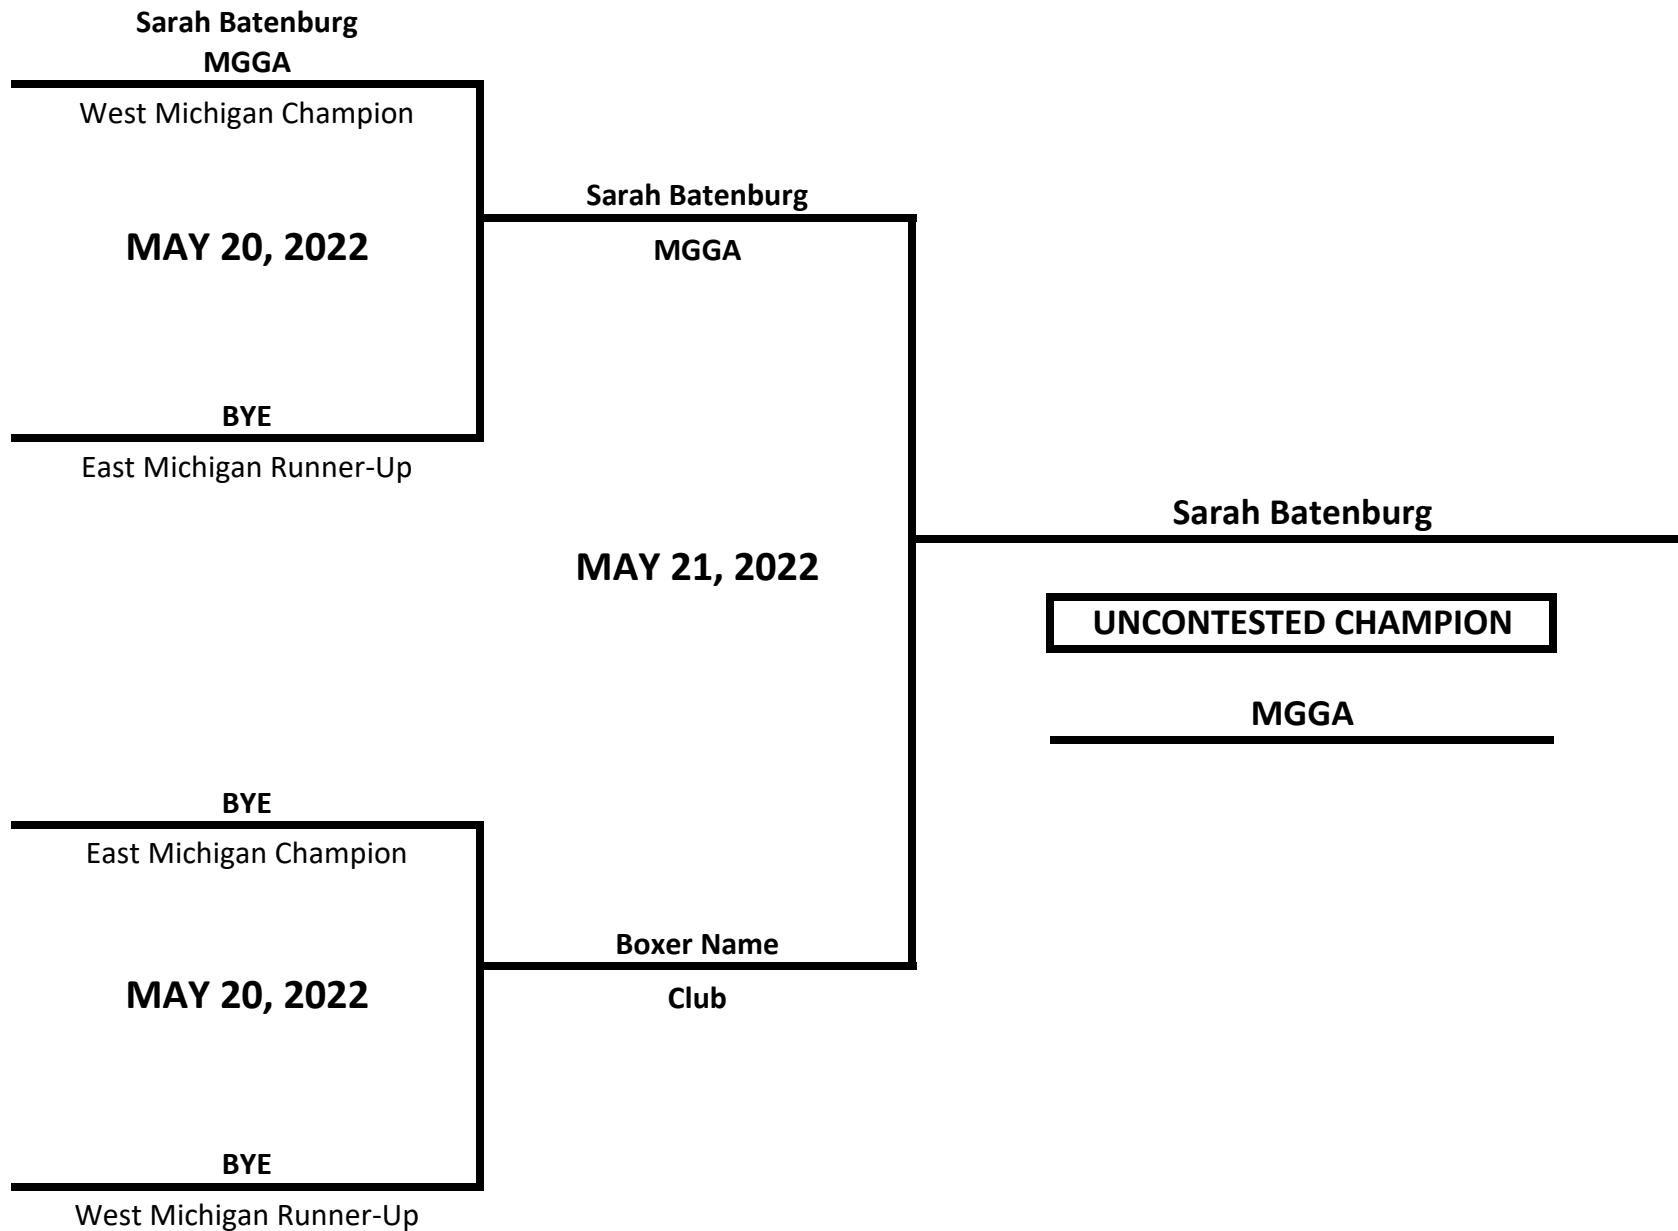 Sarah Batenburg
MGGA
West Michigan Champion
MAY 20, 2022
BYE
East Michigan Runner-Up
Sarah Batenburg
MGGA
MAY 21, 2022
BYE
East Michigan Champion
MAY 20, 2022
BYE
West Michigan Runner-Up
Boxer Name
Club
Sarah Batenburg
UNCONTESTED CHAMPION
MGGA